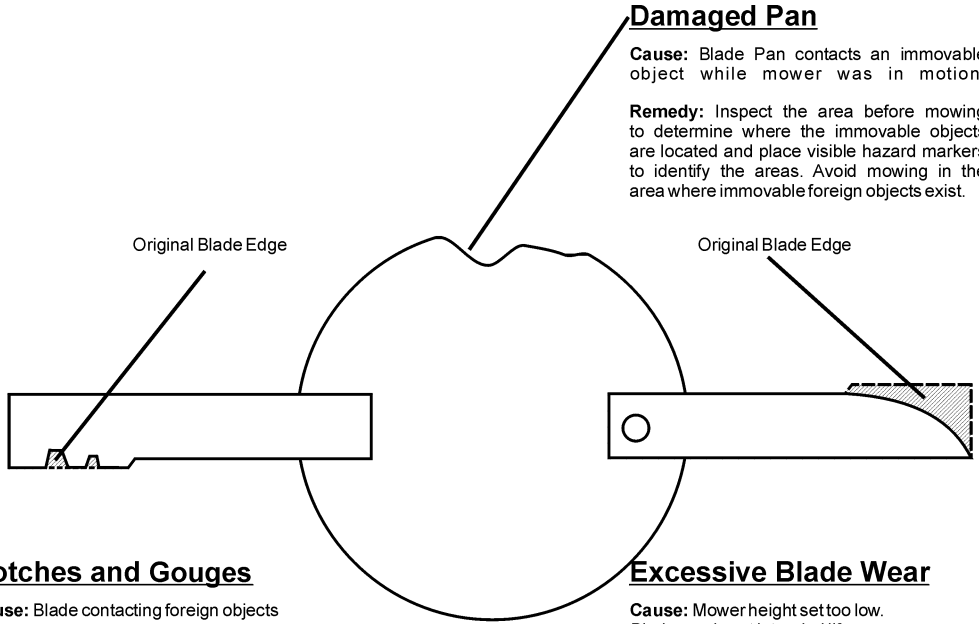 Damaged Pan
Cause: Blade Pan contacts an immovable
object while mower was in motion
Remedy: Inspect the area before mowing
to determine where the immovable objects
are located and place visible hazard markers
to identify the areas. Avoid mowing in the
area where immovable foreign objects exist.
Original Blade Edge
Original Blade Edge
otches and Gouges
use: Blade contacting foreign objects
Excessive Blade Wear
Cause: Mower height set too low.